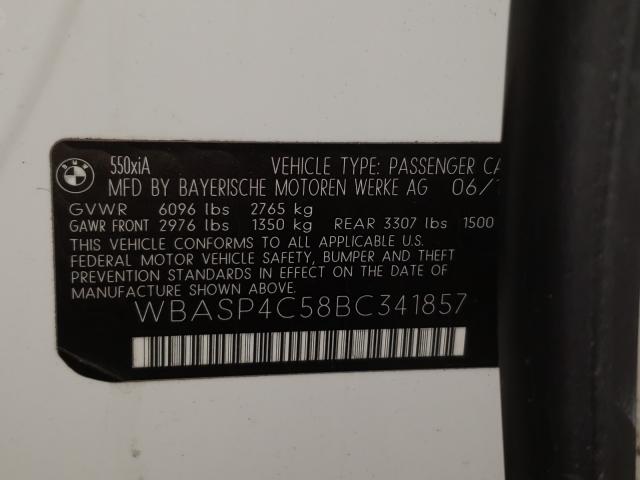 BMW
550xiA VEHICLE TYPE: PASSENGER CA
MFD BY BAYERISCHE MOTOREN WERKE AG 06/1
GVWR 6096 lbs 2765 kg
GAWR FRONT 2976 lbs 1350 kg REAR 3307 lbs 1500
THIS VEHICLE CONFORMS TO ALL APPLICABLE U.S.
FEDERAL MOTOR VEHICLE SAFETY, BUMPER AND THEFT
PREVENTION STANDARDS IN EFFECT ON THE DATE OF
MANUFACTURE SHOWN ABOVE.
WBASP4C58BC341857